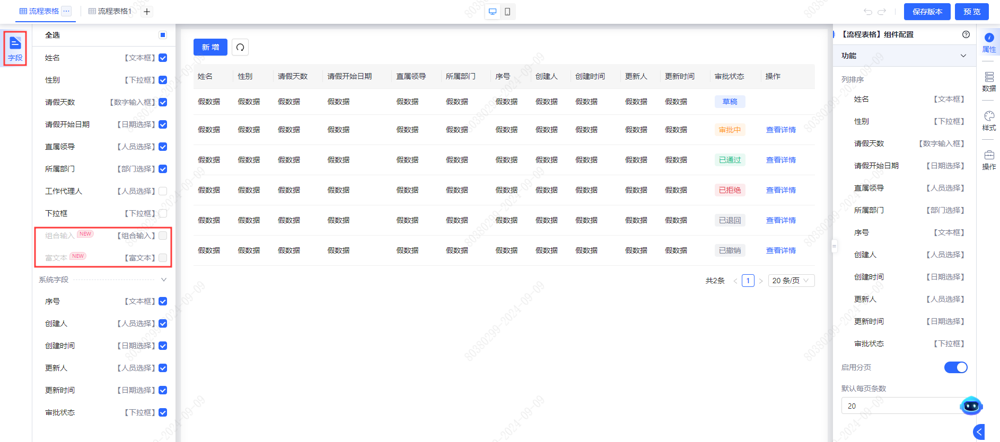 流程表格 ··· 流程表格1 + 保存版本 预 览
字段
全选
姓名 【文本框】
性别 【下拉框】
请假天数 【数字输入框】
请假开始日期 【日期选择】
直属领导 【人员选择】
所属部门 【部门选择】
工作代理人 【人员选择】
下拉框 【下拉框】
组合输入 NEW 【组合输入】
富文本 NEW 【富文本】
系统字段
序号 【文本框】
创建人 【人员选择】
创建时间 【日期选择】
更新人 【人员选择】
更新时间 【日期选择】
审批状态 【下拉框】
新 增
姓名 性别 请假天数 请假开始日期 直属领导 所属部门 序号 创建人 创建时间 更新人 更新时间 审批状态 操作
假数据 假数据 假数据 假数据 假数据 假数据 假数据 假数据 假数据 假数据 假数据 草稿
假数据 假数据 假数据 假数据 假数据 假数据 假数据 假数据 假数据 假数据 假数据 审批中 查看详情
假数据 假数据 假数据 假数据 假数据 假数据 假数据 假数据 假数据 假数据 假数据 已通过 查看详情
假数据 假数据 假数据 假数据 假数据 假数据 假数据 假数据 假数据 假数据 假数据 已拒绝 查看详情
假数据 假数据 假数据 假数据 假数据 假数据 假数据 假数据 假数据 假数据 假数据 已退回 查看详情
假数据 假数据 假数据 假数据 假数据 假数据 假数据 假数据 假数据 假数据 假数据 已撤销 查看详情
共2条 < 1 > 20 条/页
【流程表格】组件配置
功能
列排序
姓名 【文本框】
性别 【下拉框】
请假天数 【数字输入框】
请假开始日期 【日期选择】
直属领导 【人员选择】
所属部门 【部门选择】
序号 【文本框】
创建人 【人员选择】
创建时间 【日期选择】
更新人 【人员选择】
更新时间 【日期选择】
审批状态 【下拉框】
启用分页
默认每页条数
20
属性
数据
样式
操作
80380299-2024-09-09